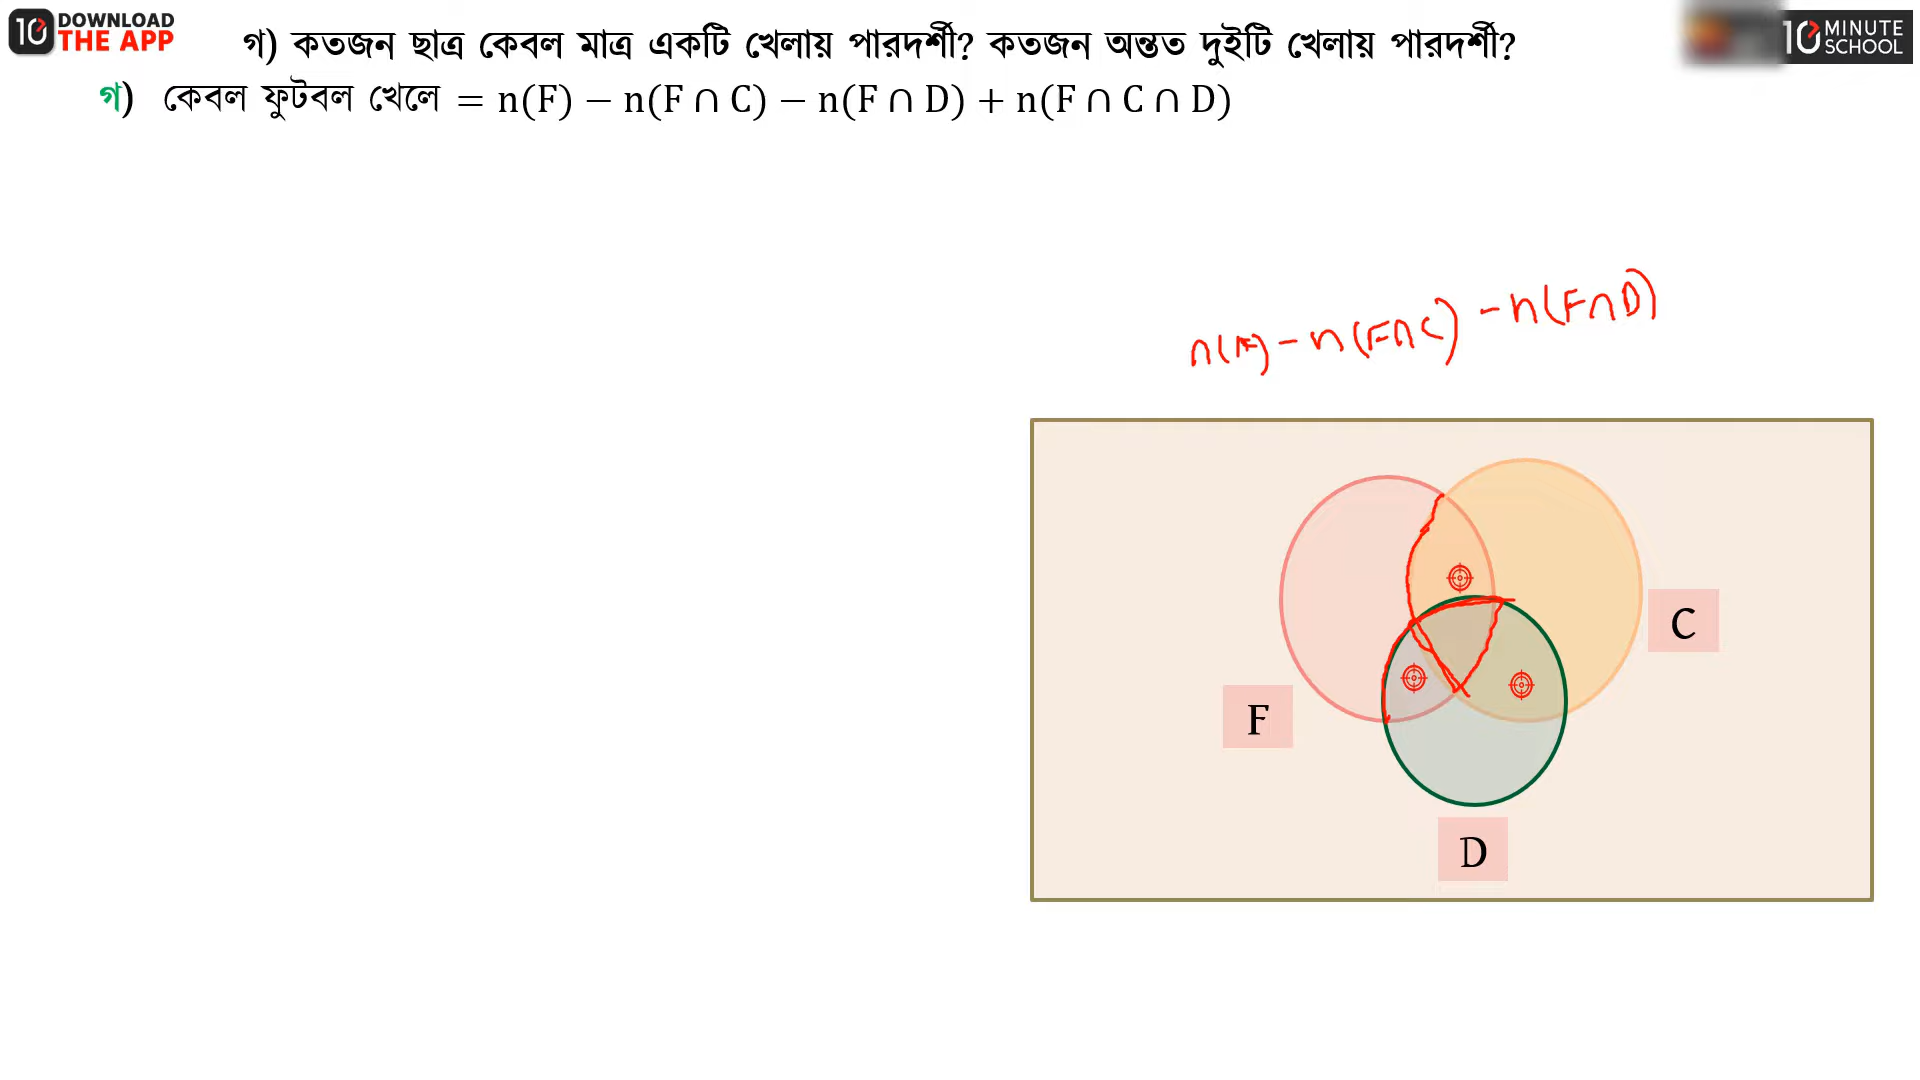 10 DOWNLOAD THE APP
গ) কতজন ছাত্র কেবল মাত্র একটি খেলায় পারদর্শী? কতজন অন্তত দুইটি খেলায় পারদর্শী?
10 MINUTE SCHOOL
গ) কেবল ফুটবল খেলে = n(F) − n(F ∩ C) − n(F ∩ D) + n(F ∩ C ∩ D)
n(F) − n(F∩C) − n(F∩D)
C
F
D